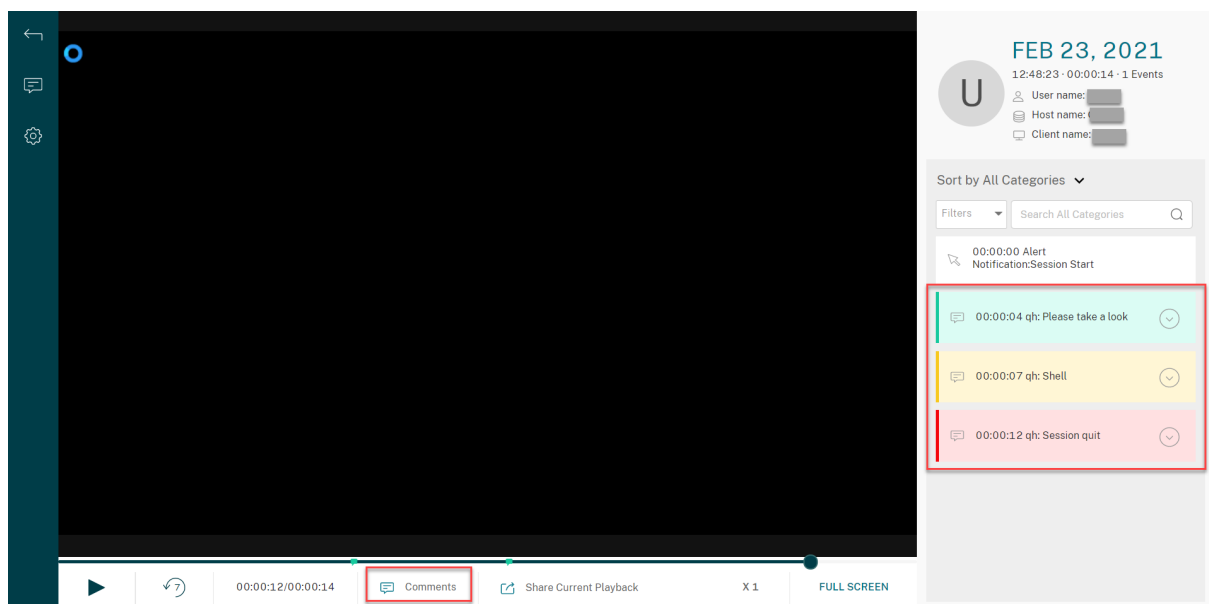 FEB 23, 2021
12:48:23 · 00:00:14 · 1 Events
U
User name:
Host name:
Client name:
Sort by All Categories
Filters
Search All Categories
00:00:00 Alert
Notification:Session Start
00:00:04 qh: Please take a look
00:00:07 qh: Shell
00:00:12 qh: Session quit
7
00:00:12/00:00:14
Comments
Share Current Playback
X 1
FULL SCREEN